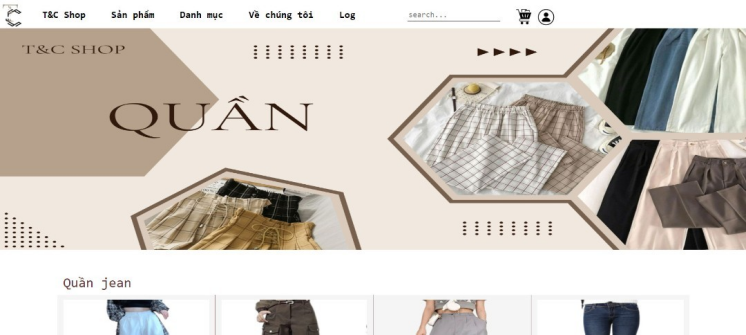 T&C Shop
Sản phẩm
Danh mục
Về chúng tôi
Log
search...
T&C SHOP
QUẦN
Quần jean